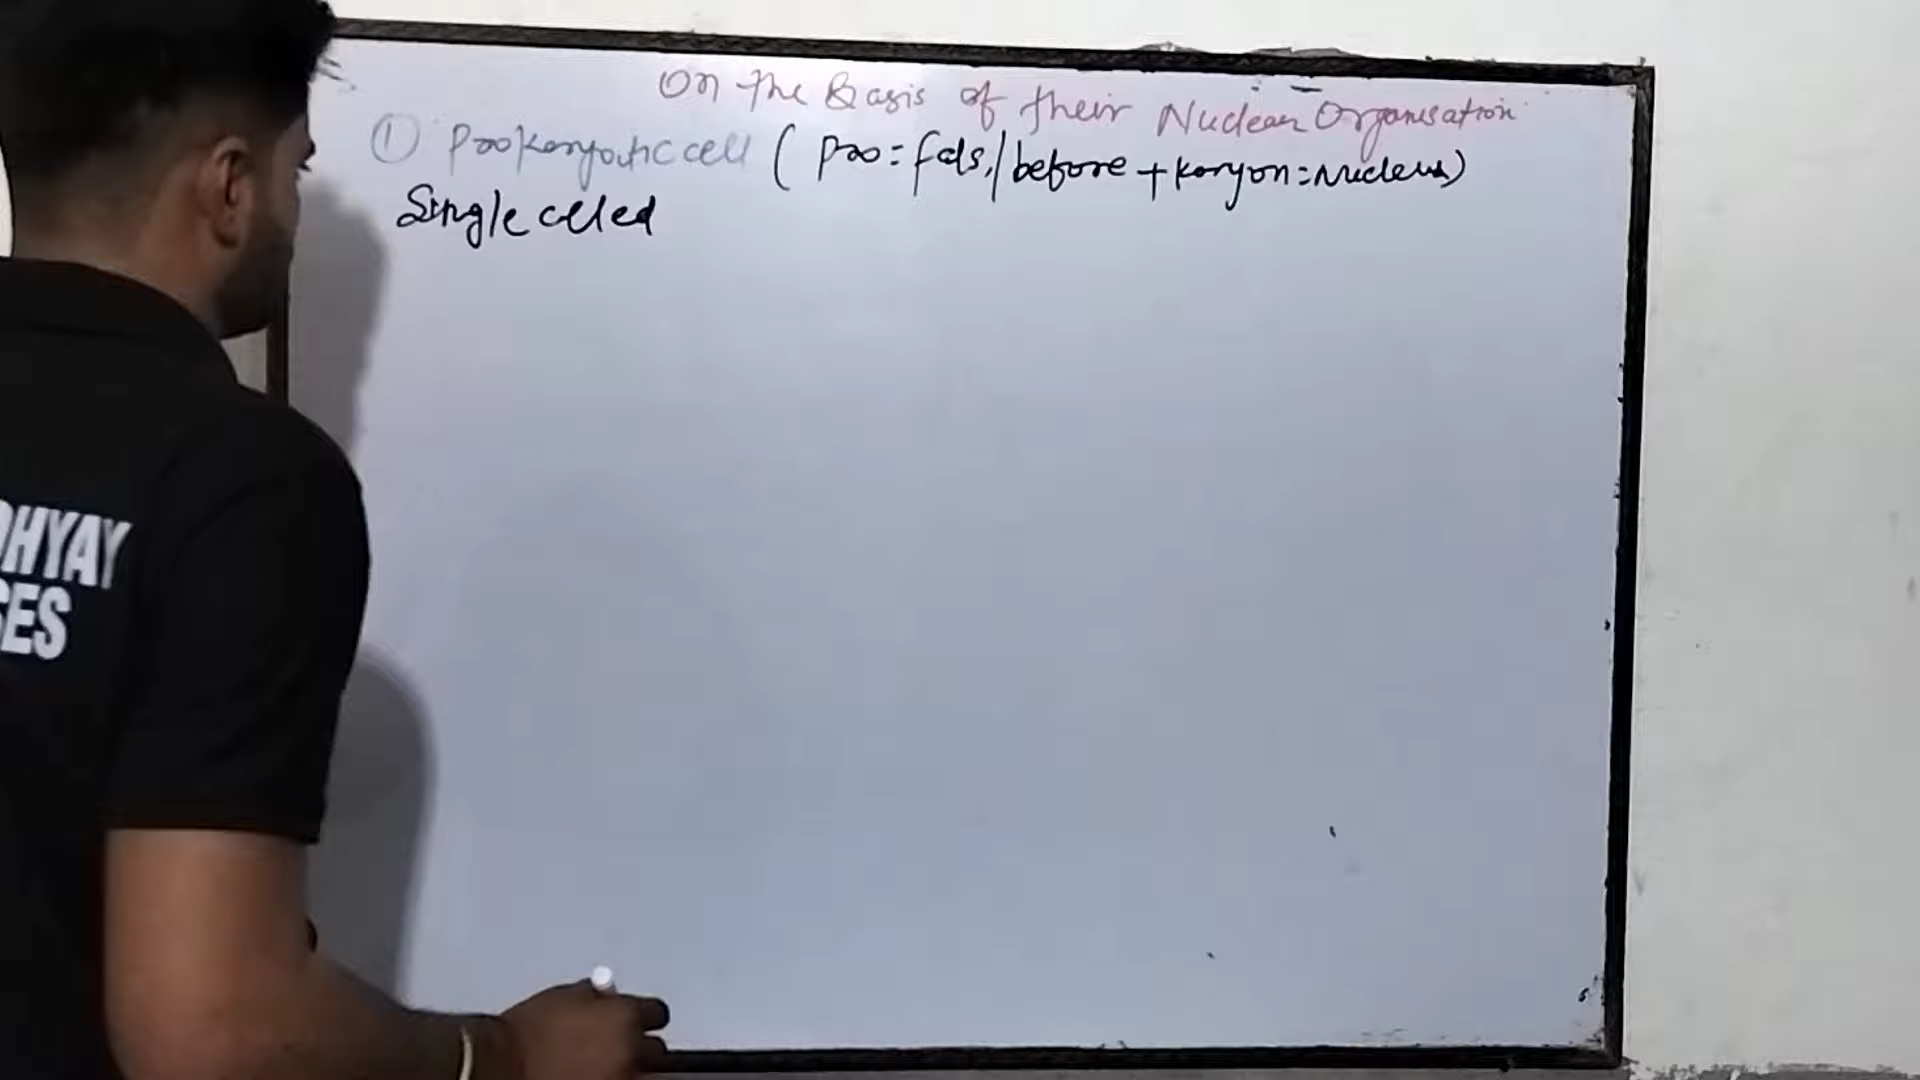 On the Basis of their Nuclear Organisation
① Prokaryotic cell ( Pro = fals / before + karyon = Nucleus )
Single celled
DHYAY
SES